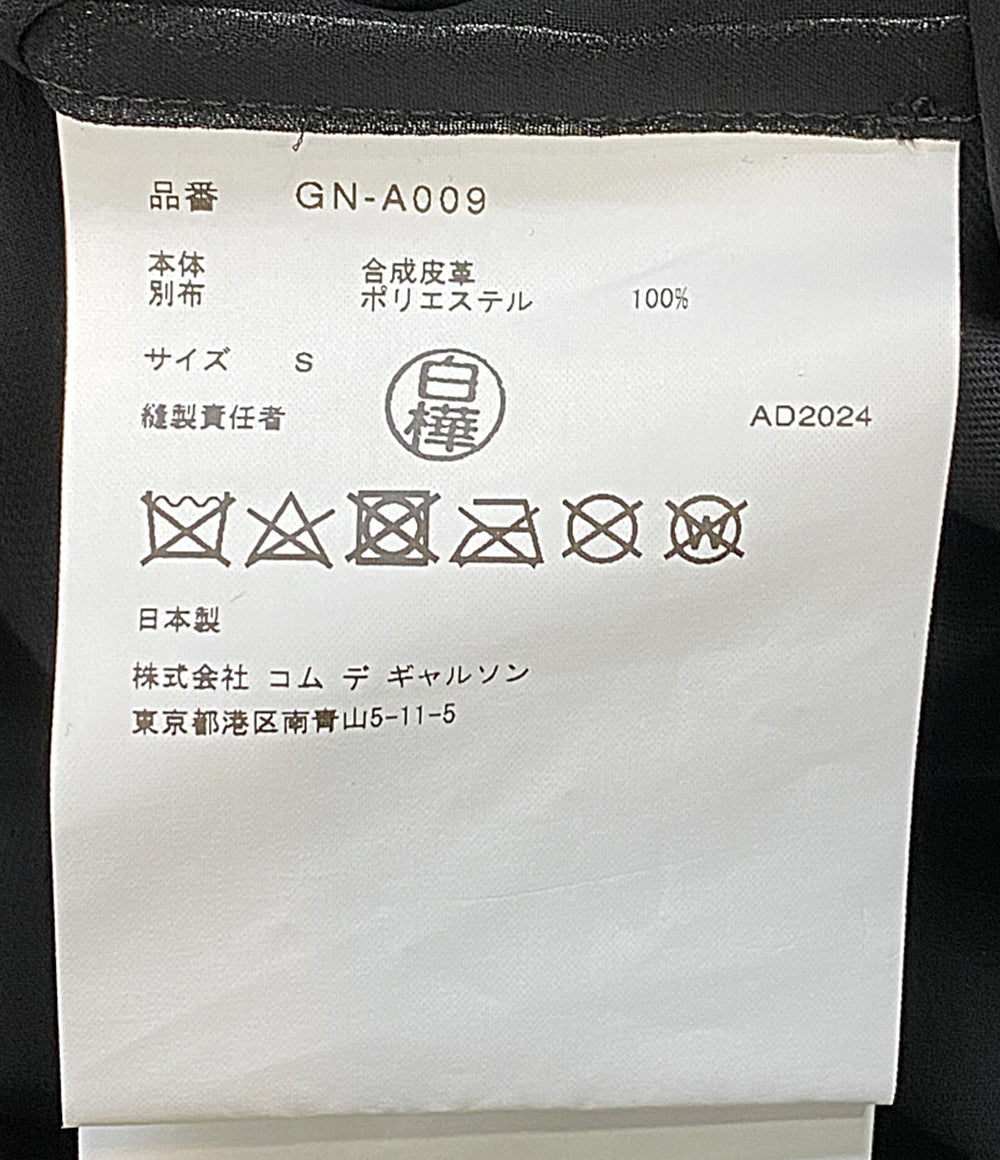 品番 GN-A009
本体 合成皮革
別布 ポリエステル 100%
サイズ S
白樺
縫製責任者 AD2024
W
日本製
株式会社 コム デ ギャルソン
東京都港区南青山5-11-5